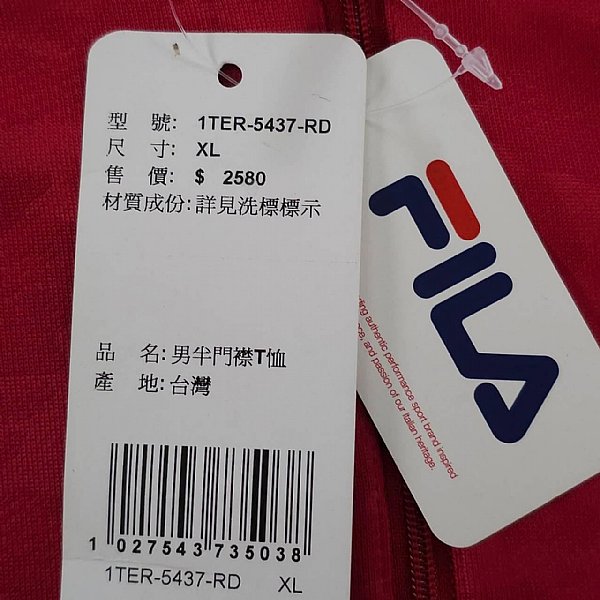 型 號: 1TER-5437-RD
尺 寸: XL
售 價: $ 2580
材質成份:詳見洗標標示
品 名:男半門襟T恤
產 地:台灣
1 027543 735038
1TER-5437-RD XL
FILA
authentic performance sport brand inspired
and passion of our Italian heritage.